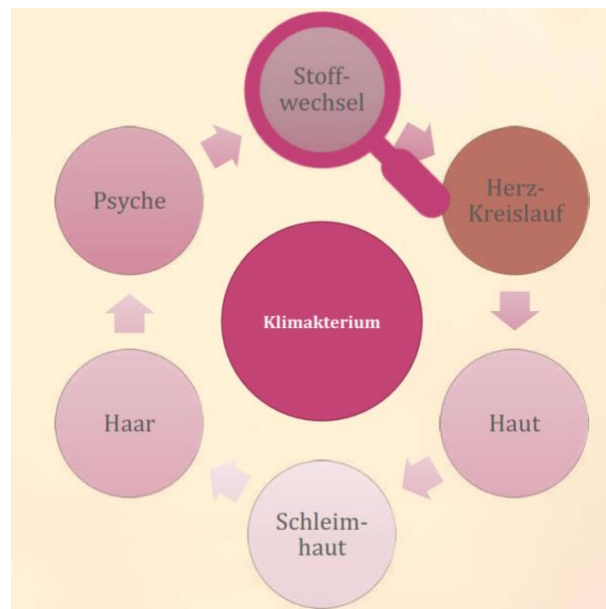 Stoff-
wechsel
Herz-
Kreislauf
Haut
Schleim-
haut
Haar
Psyche
Klimakterium